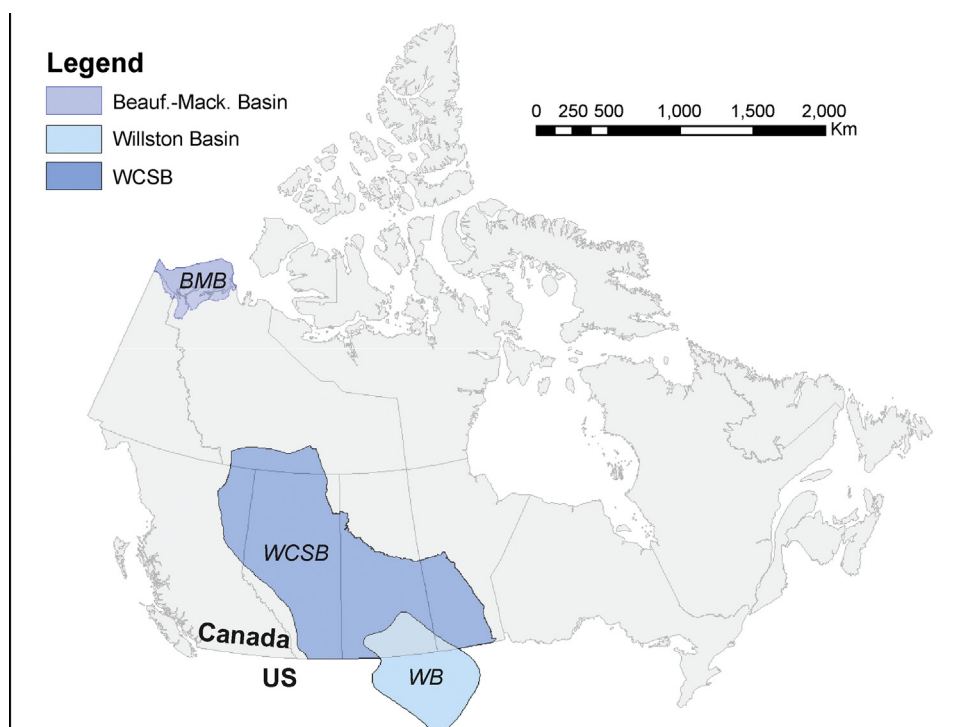 Legend
Beauf.-Mack. Basin
Willston Basin
WCSB
0 250 500 1,000 1,500 2,000
Km
BMB
WCSB
Canada
US
WB